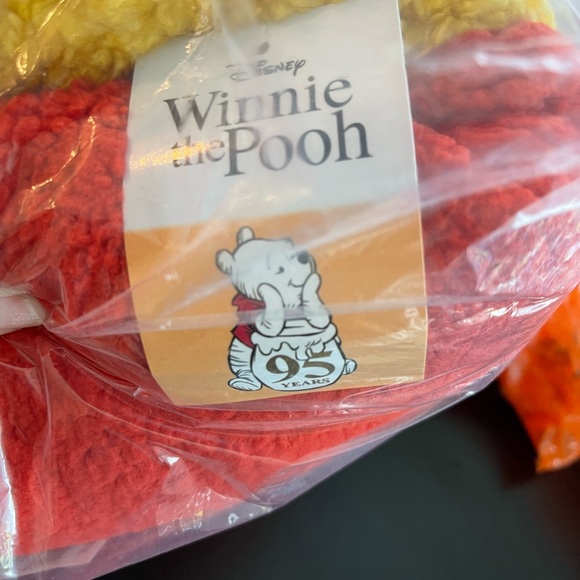 Disney
Winnie
the Pooh
95
YEARS